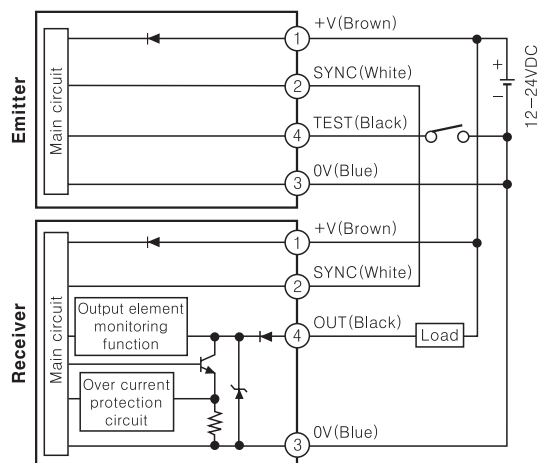 Emitter
Main circuit
1
+V(Brown)
2
SYNC(White)
4
TEST(Black)
3
0V(Blue)
+
−
12−24VDC
Receiver
Main circuit
1
+V(Brown)
2
SYNC(White)
Output element
monitoring
function
4
OUT(Black)
Load
Over current
protection
circuit
3
0V(Blue)